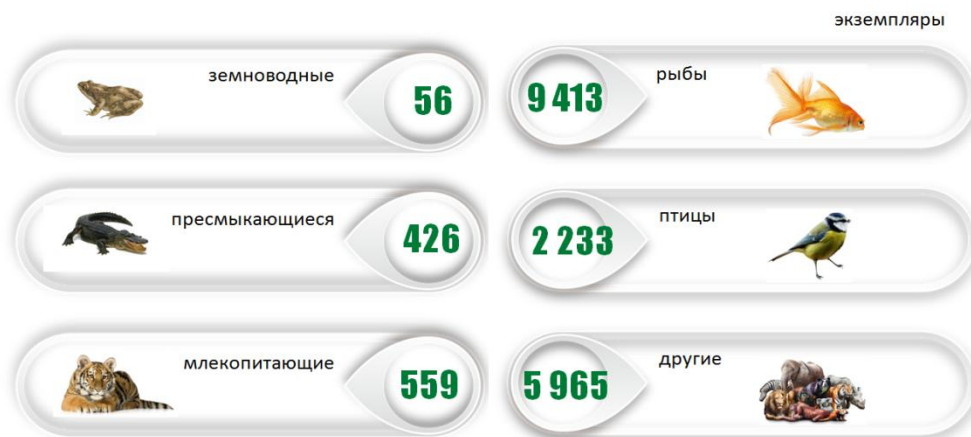 экземпляры
земноводные
56
9 413
рыбы
пресмыкающиеся
426
2 233
птицы
млекопитающие
559
5 965
другие